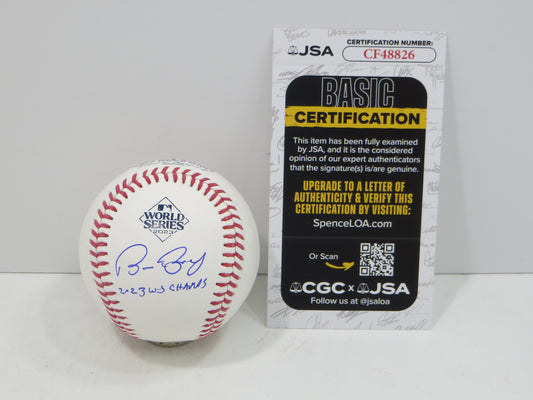 WORLD
SERIES
2023
2023 WS CHAMPS
JSA
CERTIFICATION NUMBER:
CF48826
BASIC
CERTIFICATION
This item has been fully examined
by JSA, and it is the considered
opinion of our expert authenticators
that the signature(s) is/are genuine.
UPGRADE TO A LETTER OF
AUTHENTICITY & VERIFY THIS
CERTIFICATION BY VISITING:
SpenceLOA.com
Or Scan
CGC x JSA
Follow us at @jsaloa